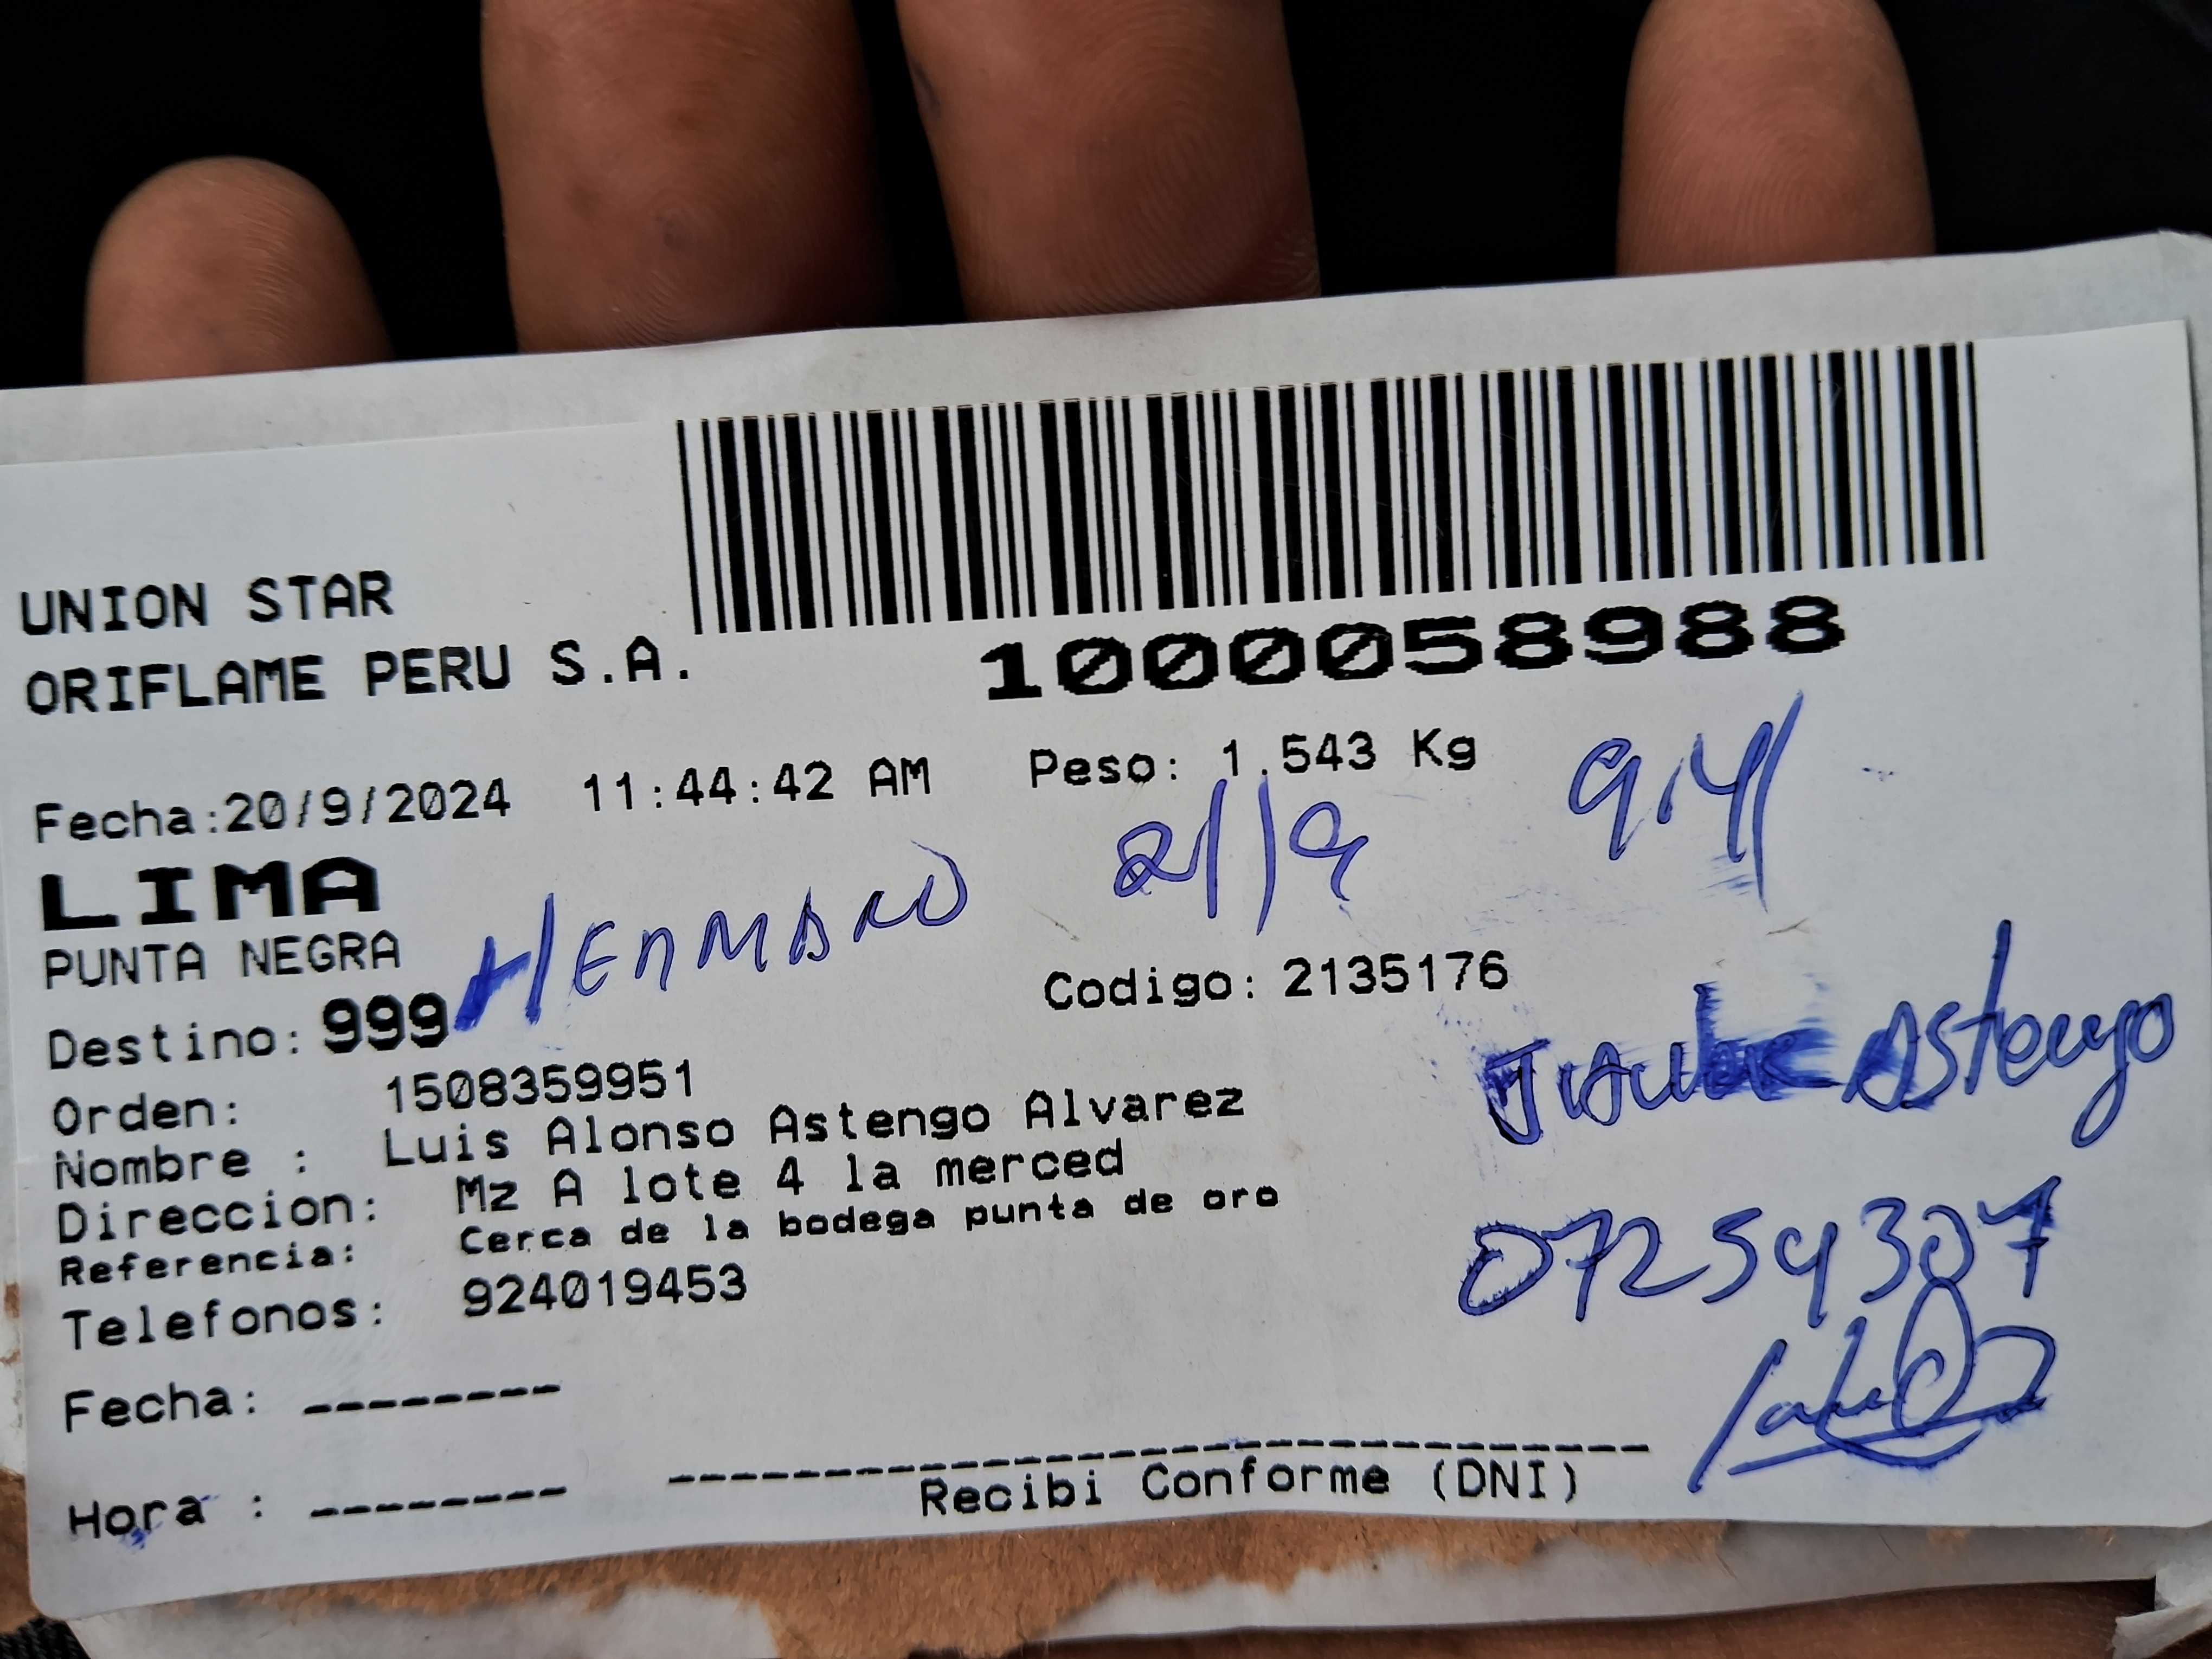 UNION STAR
ORIFLAME PERU S.A.
1000058988
Fecha:20/9/2024 11:44:42 AM Peso: 1.543 Kg
LIMA
PUNTA NEGRA
HERMANO 21/9
Destino: 999 Codigo: 2135176
Orden: 1508359951
Nombre : Luis Alonso Astengo Alvarez
Astengo
Direccion: Mz A lote 4 la merced
Referencia: Cerca de la bodega punta de oro
Telefonos: 924019453
07254307
Fecha: --------
Hora : --------
Recibi Conforme (DNI)